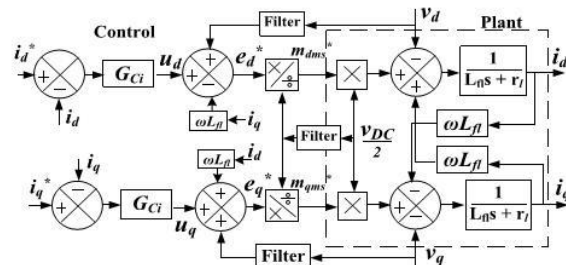 Control
Filter
v_d
Plant
i_d*
G_Ci
u_d
e_d*
m_dms*
×
÷
×
1
L_fl s + r_l
i_d
i_d
ωL_fl
i_q
v_DC
2
Filter
ωL_fl
ωL_fl
i_q
ωL_fl
i_d
i_q*
G_Ci
u_q
e_q*
m_qms*
×
÷
×
1
L_fl s + r_l
i_q
Filter
v_q